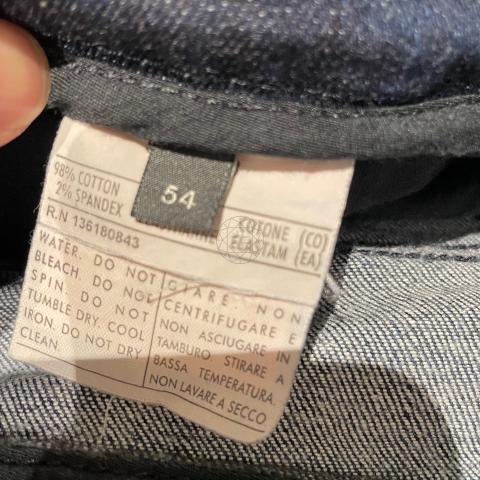 54
98% COTTON
2% SPANDEX
R.N 136180843
COTONE (CO)
ELASTAM (EA)
WATER. DO NOT
BLEACH. DO NOT
SPIN. DO NOT
TUMBLE DRY. COOL
IRON. DO NOT DRY
CLEAN.
GIARE. NON
CENTRIFUGARE E
NON ASCIUGARE IN
TAMBURO STIRARE A
BASSA TEMPERATURA.
NON LAVARE A SECCO